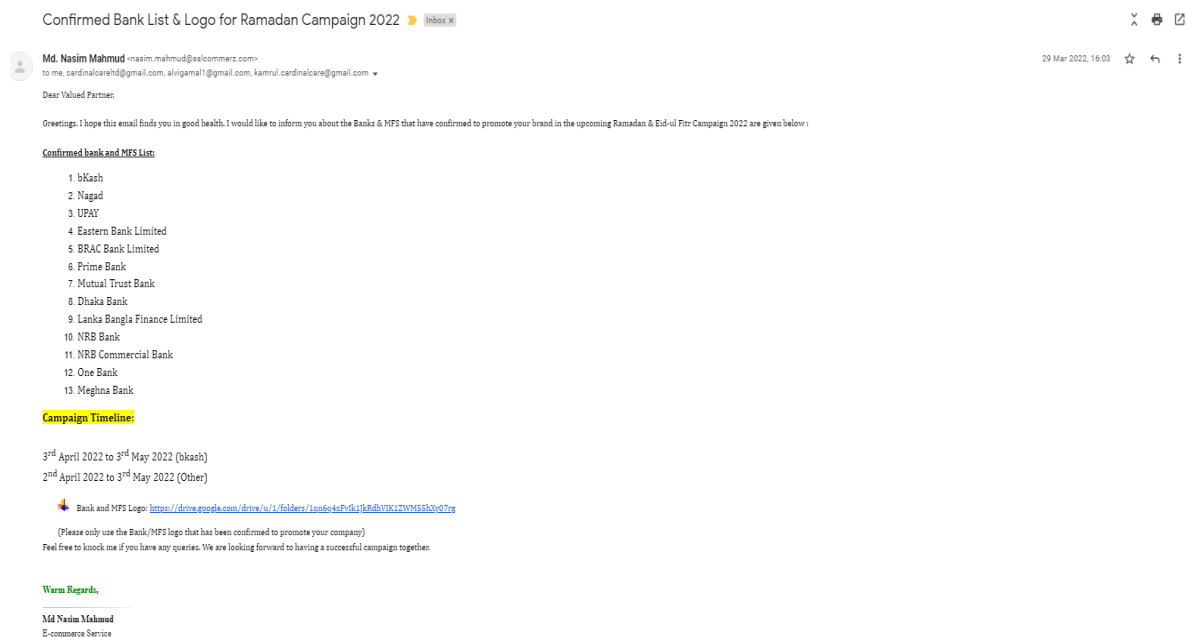 Confirmed Bank List & Logo for Ramadan Campaign 2022 Inbox x
Md. Nasim Mahmud <nasim.mahmud@sslcommerz.com> 29 Mar 2022, 16:03
to me, cardinalcareltd@gmail.com, alvigamal1@gmail.com, kamrul.cardinalcare@gmail.com
Dear Valued Partner,
Greetings. I hope this email finds you in good health. I would like to inform you about the Banks & MFS that have confirmed to promote your brand in the upcoming Ramadan & Eid-ul Fitr Campaign 2022 are given below :
Confirmed bank and MFS List:
1. bKash
2. Nagad
3. UPAY
4. Eastern Bank Limited
5. BRAC Bank Limited
6. Prime Bank
7. Mutual Trust Bank
8. Dhaka Bank
9. Lanka Bangla Finance Limited
10. NRB Bank
11. NRB Commercial Bank
12. One Bank
13. Meghna Bank
Campaign Timeline:
3rd April 2022 to 3rd May 2022 (bkash)
2nd April 2022 to 3rd May 2022 (Other)
Bank and MFS Logo:
(Please only use the Bank/MFS logo that has been confirmed to promote your company)
Feel free to knock me if you have any queries. We are looking forward to having a successful campaign together.
Warm Regards,
Md Nasim Mahmud
E-commerce Service